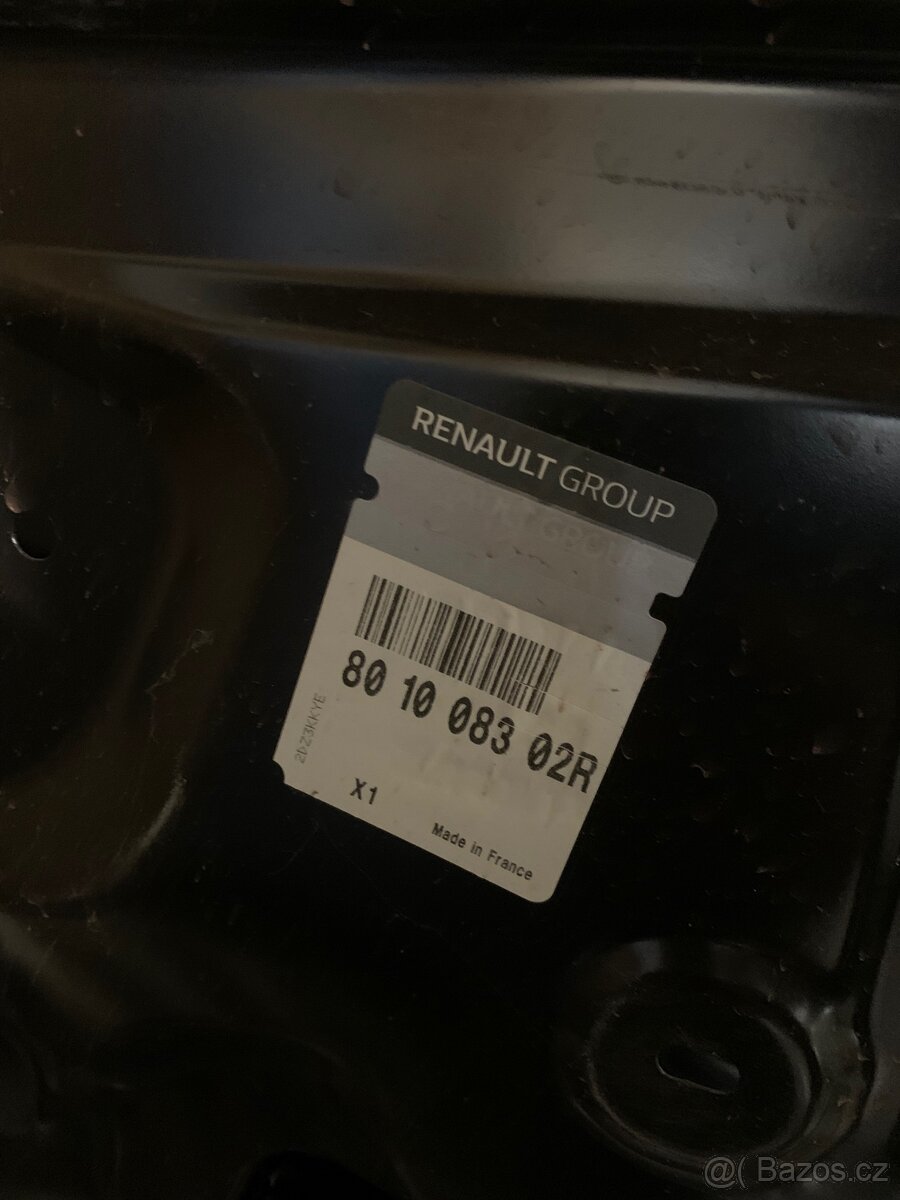 RENAULT GROUP
80 10 083 02R
X1
Made in France
@( Bazos.cz